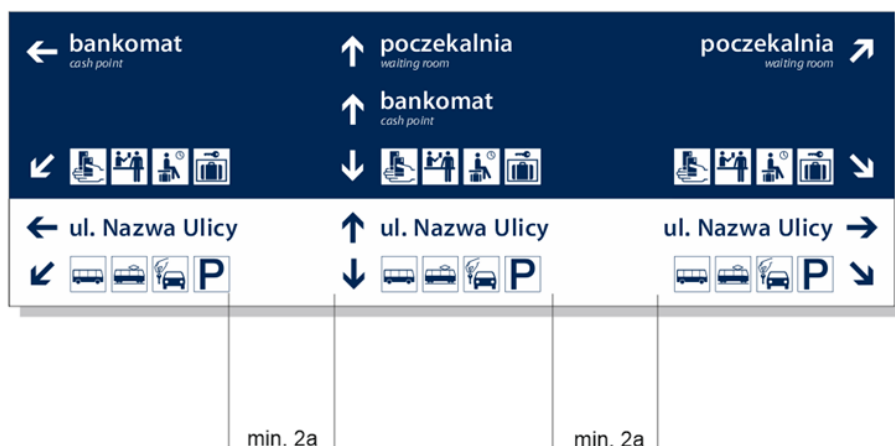 bankomat
cash point
poczekalnia
waiting room
bankomat
cash point
poczekalnia
waiting room
ul. Nazwa Ulicy
P
ul. Nazwa Ulicy
P
ul. Nazwa Ulicy
P
min. 2a
min. 2a